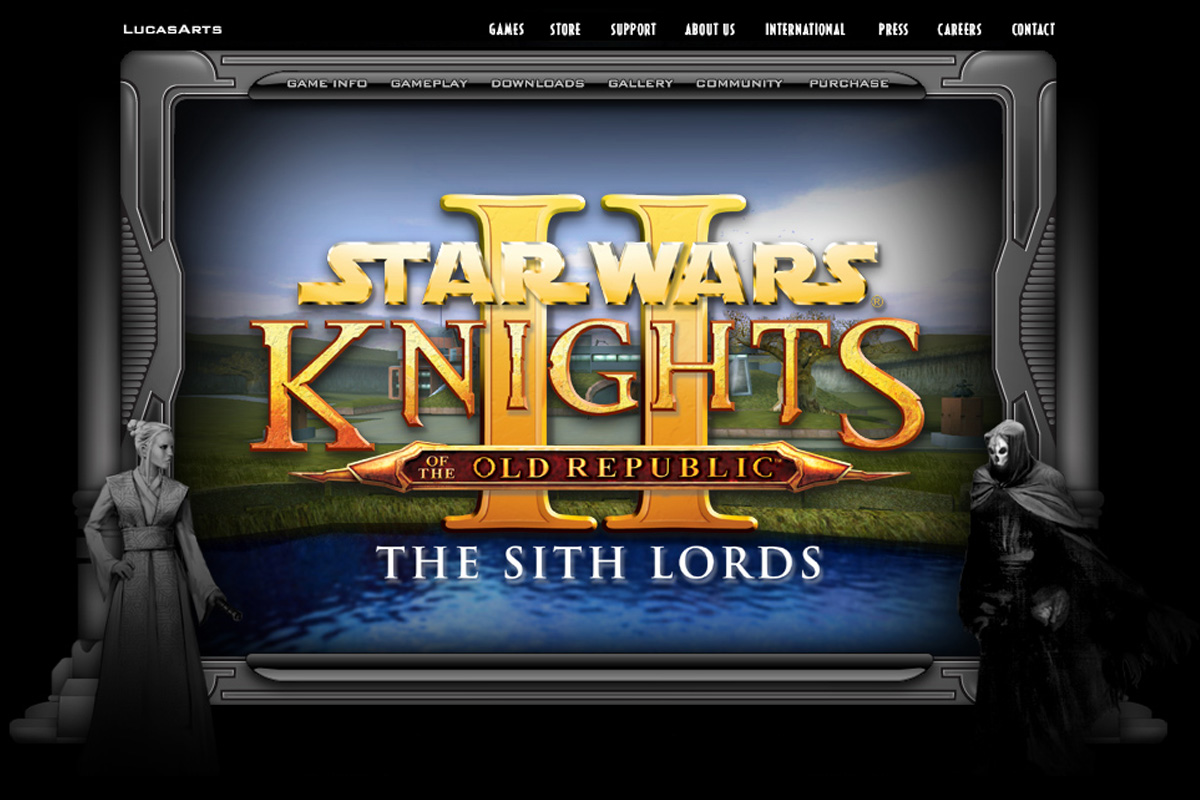 LucasArts
GAMES STORE SUPPORT ABOUT US INTERNATIONAL PRESS CAREERS CONTACT
GAME INFO GAMEPLAY DOWNLOADS GALLERY COMMUNITY PURCHASE
II
STAR WARS®
KNIGHTS
OF THE OLD REPUBLIC™
THE SITH LORDS